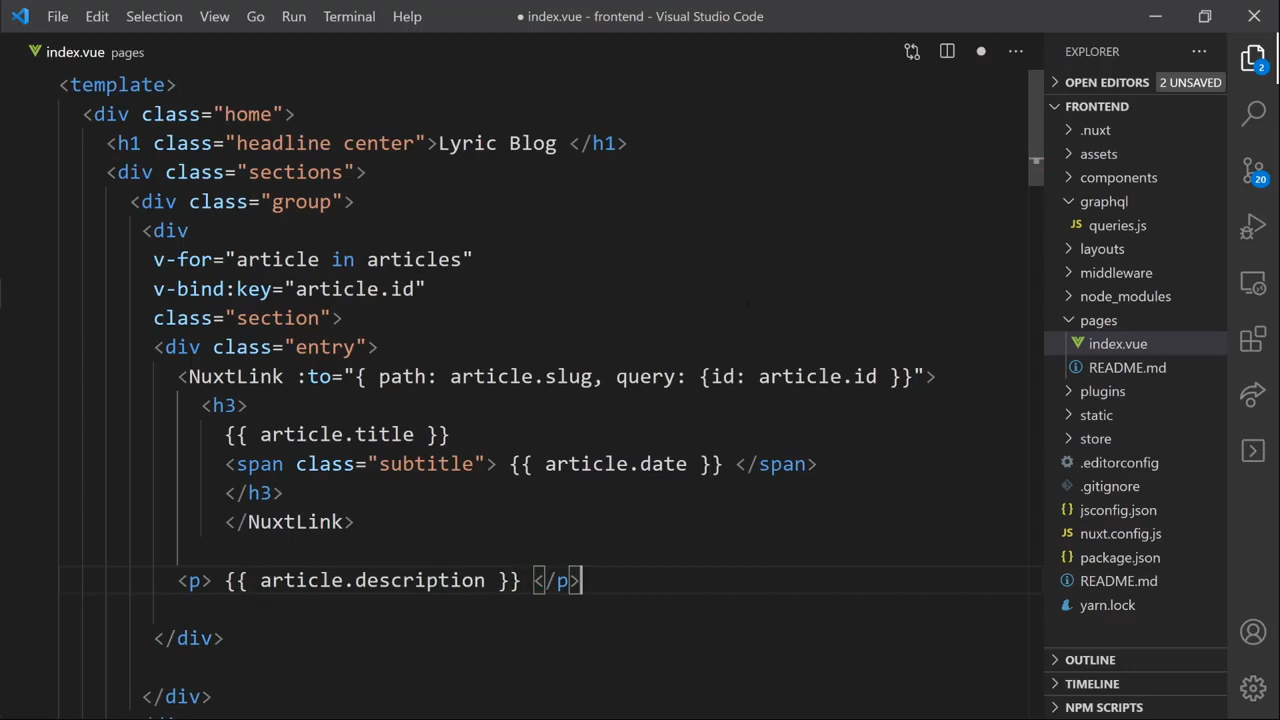 File Edit Selection View Go Run Terminal Help
● index.vue - frontend - Visual Studio Code
index.vue pages
<template>
<div class="home">
<h1 class="headline center">Lyric Blog </h1>
<div class="sections">
<div class="group">
<div
v-for="article in articles"
v-bind:key="article.id"
class="section">
<div class="entry">
<NuxtLink :to="{ path: article.slug, query: {id: article.id }}">
<h3>
{{ article.title }}
<span class="subtitle"> {{ article.date }} </span>
</h3>
</NuxtLink>
<p> {{ article.description }} </p>
</div>
</div>
EXPLORER
OPEN EDITORS 2 UNSAVED
FRONTEND
.nuxt
assets
components
graphql
JS queries.js
layouts
middleware
node_modules
pages
index.vue
README.md
plugins
static
store
.editorconfig
.gitignore
{} jsconfig.json
JS nuxt.config.js
{} package.json
README.md
yarn.lock
OUTLINE
TIMELINE
NPM SCRIPTS
2
20